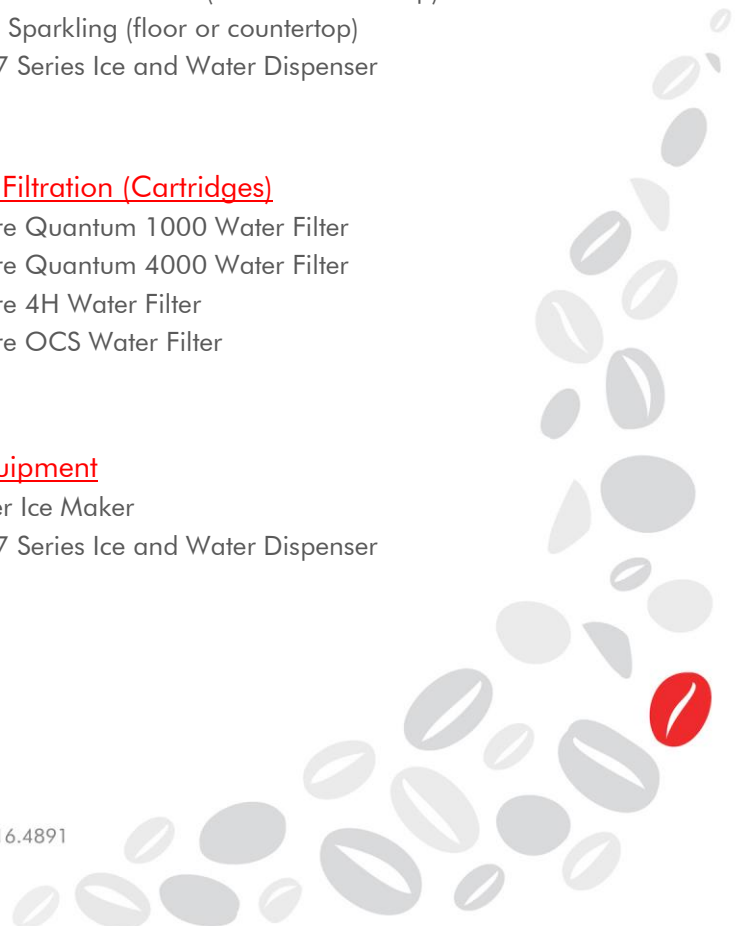 Sparkling (floor or countertop)
7 Series Ice and Water Dispenser
Filtration (Cartridges)
re Quantum 1000 Water Filter
re Quantum 4000 Water Filter
re 4H Water Filter
re OCS Water Filter
uipment
er Ice Maker
7 Series Ice and Water Dispenser
16.4891